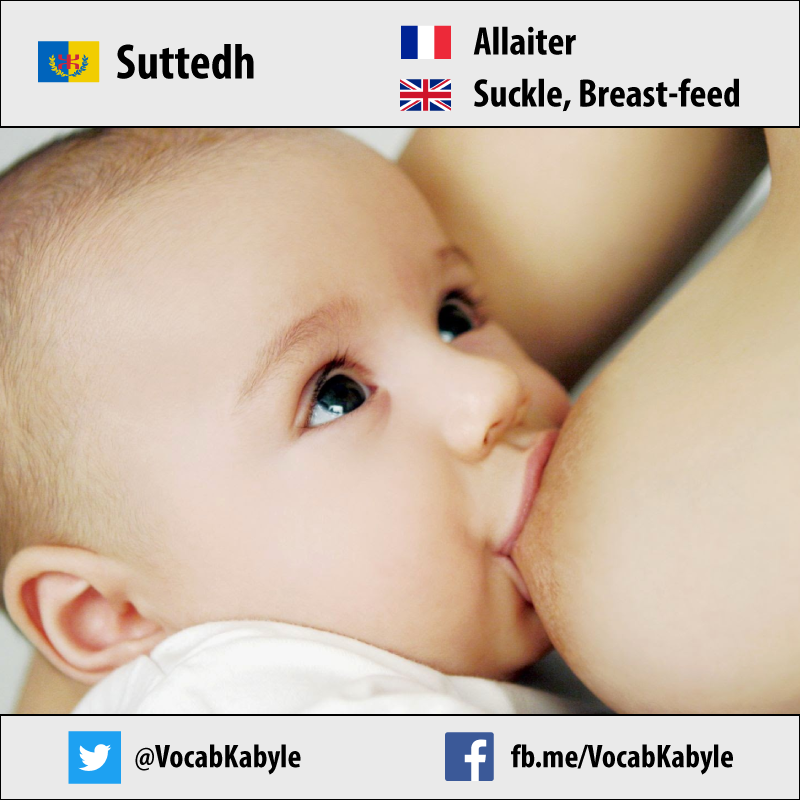 Suttedh
Allaiter
Suckle, Breast-feed
@VocabKabyle
fb.me/VocabKabyle